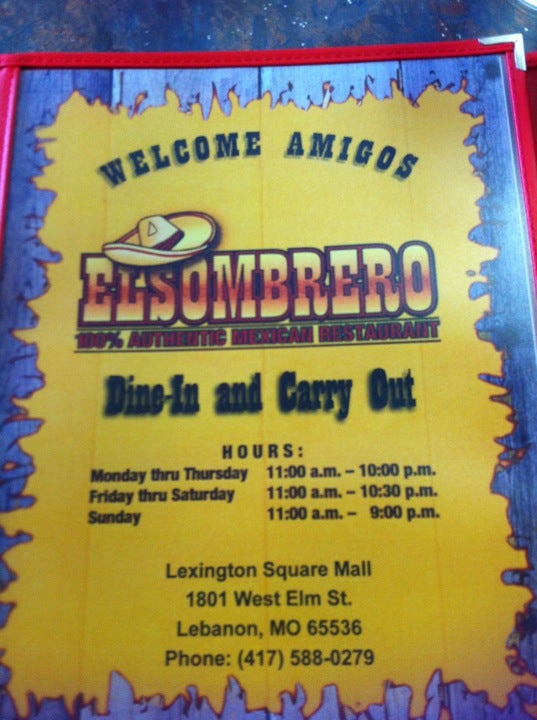 WELCOME AMIGOS
ELSOMBRERO
100% AUTHENTIC MEXICAN RESTAURANT
Dine-In and Carry Out
HOURS:
Monday thru Thursday 11:00 a.m. – 10:00 p.m.
Friday thru Saturday 11:00 a.m. – 10:30 p.m.
Sunday 11:00 a.m. – 9:00 p.m.
Lexington Square Mall
1801 West Elm St.
Lebanon, MO 65536
Phone: (417) 588-0279